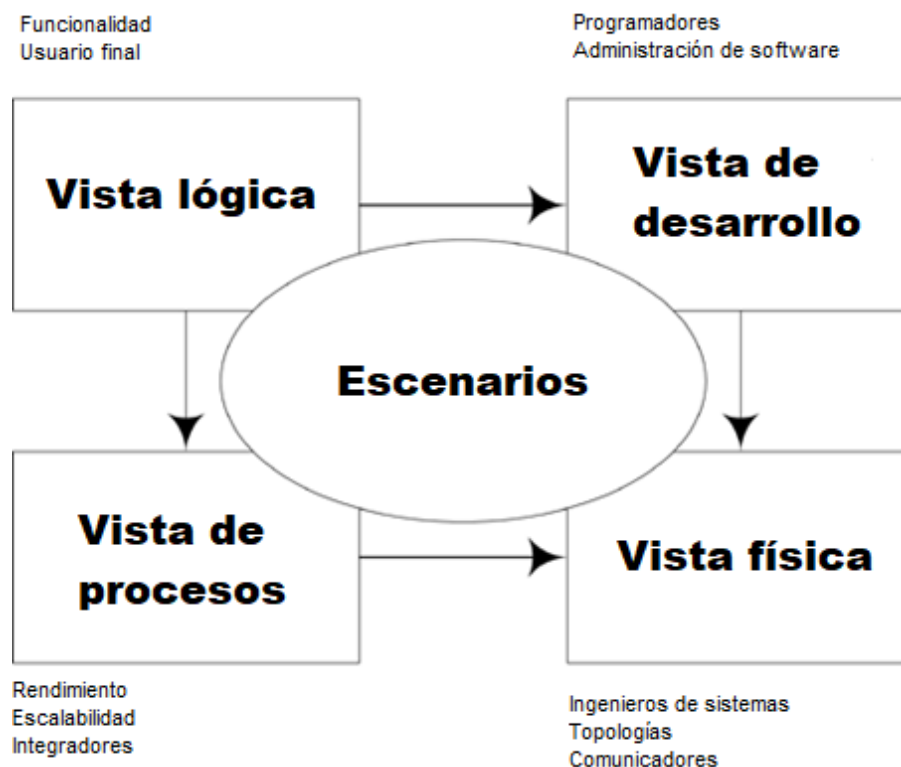 Funcionalidad
Usuario final
Programadores
Administración de software
Vista lógica
Vista de
desarrollo
Escenarios
Vista de
procesos
Vista física
Rendimiento
Escalabilidad
Integradores
Ingenieros de sistemas
Topologías
Comunicadores